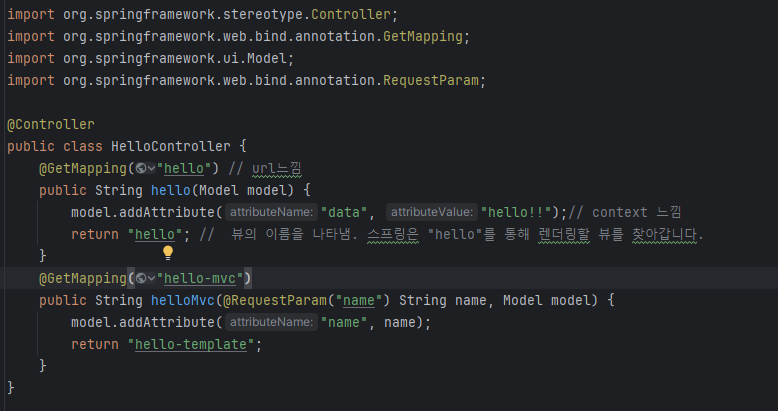 import org.springframework.stereotype.Controller;
import org.springframework.web.bind.annotation.GetMapping;
import org.springframework.ui.Model;
import org.springframework.web.bind.annotation.RequestParam;
@Controller
public class HelloController {
@GetMapping("hello") // url느낌
public String hello(Model model) {
model.addAttribute( attributeName: "data", attributeValue: "hello!!");// context 느낌
return "hello"; //  뷰의 이름을 나타냄. 스프링은 "hello"를 통해 렌더링할 뷰를 찾아갑니다.
}
@GetMapping("hello-mvc")
public String helloMvc(@RequestParam("name") String name, Model model) {
model.addAttribute( attributeName: "name", name);
return "hello-template";
}
}